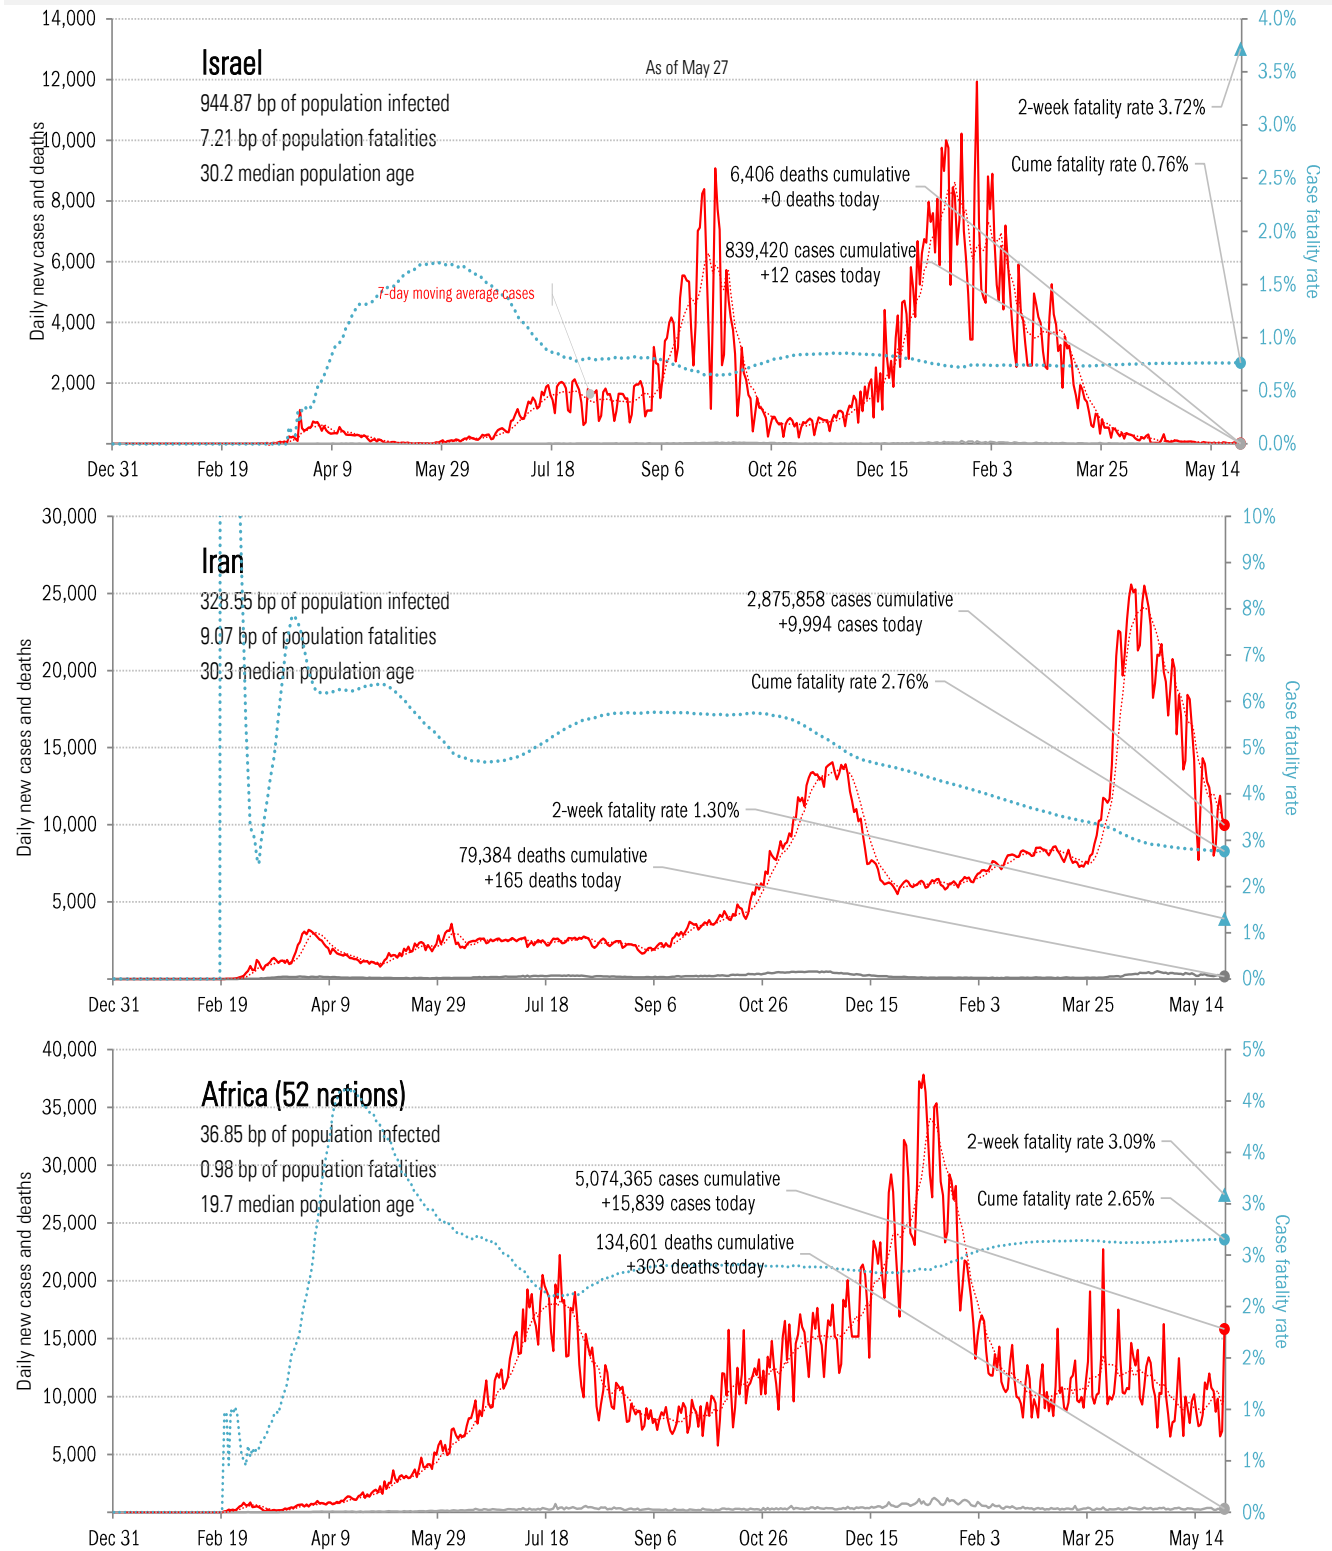 14,000
12,000
10,000
8,000
6,000
4,000
2,000
Daily new cases and deaths
Israel
944.87 bp of population infected
7.21 bp of population fatalities
30.2 median population age
As of May 27
2-week fatality rate 3.72%
Cume fatality rate 0.76%
6,406 deaths cumulative
+0 deaths today
839,420 cases cumulative
+12 cases today
7-day moving average cases
4.0%
3.5%
3.0%
2.5%
2.0%
1.5%
1.0%
0.5%
0.0%
Case fatality rate
Dec 31
Feb 19
Apr 9
May 29
Jul 18
Sep 6
Oct 26
Dec 15
Feb 3
Mar 25
May 14
30,000
25,000
20,000
15,000
10,000
5,000
Daily new cases and deaths
Iran
328.55 bp of population infected
9.07 bp of population fatalities
30.3 median population age
2,875,858 cases cumulative
+9,994 cases today
Cume fatality rate 2.76%
2-week fatality rate 1.30%
79,384 deaths cumulative
+165 deaths today
10%
9%
8%
7%
6%
5%
4%
3%
2%
1%
0%
Case fatality rate
Dec 31
Feb 19
Apr 9
May 29
Jul 18
Sep 6
Oct 26
Dec 15
Feb 3
Mar 25
May 14
40,000
35,000
30,000
25,000
20,000
15,000
10,000
5,000
Daily new cases and deaths
Africa (52 nations)
36.85 bp of population infected
0.98 bp of population fatalities
19.7 median population age
2-week fatality rate 3.09%
5,074,365 cases cumulative
+15,839 cases today
Cume fatality rate 2.65%
134,601 deaths cumulative
+303 deaths today
5%
4%
4%
3%
3%
2%
2%
1%
1%
0%
Case fatality rate
Dec 31
Feb 19
Apr 9
May 29
Jul 18
Sep 6
Oct 26
Dec 15
Feb 3
Mar 25
May 14